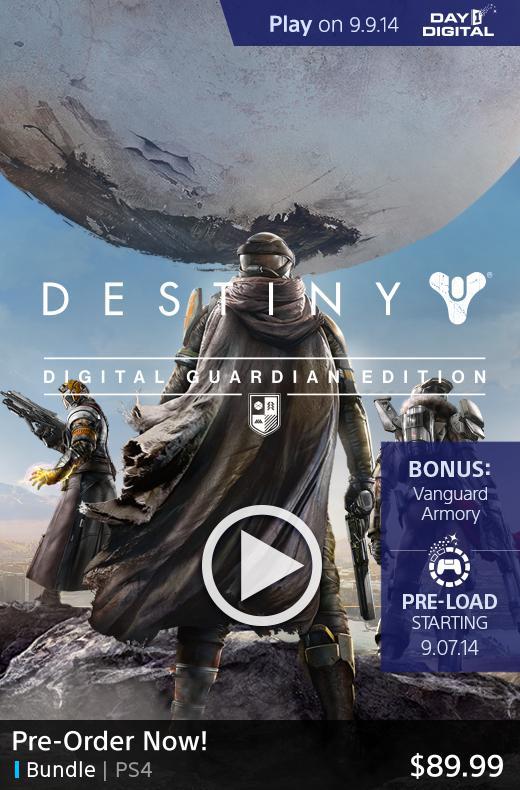 Play on 9.9.14
DAY 1
DIGITAL
DESTINY ®
DIGITAL GUARDIAN EDITION
BONUS:
Vanguard
Armory
PRE-LOAD
STARTING
9.07.14
Pre-Order Now!
Bundle | PS4
$89.99